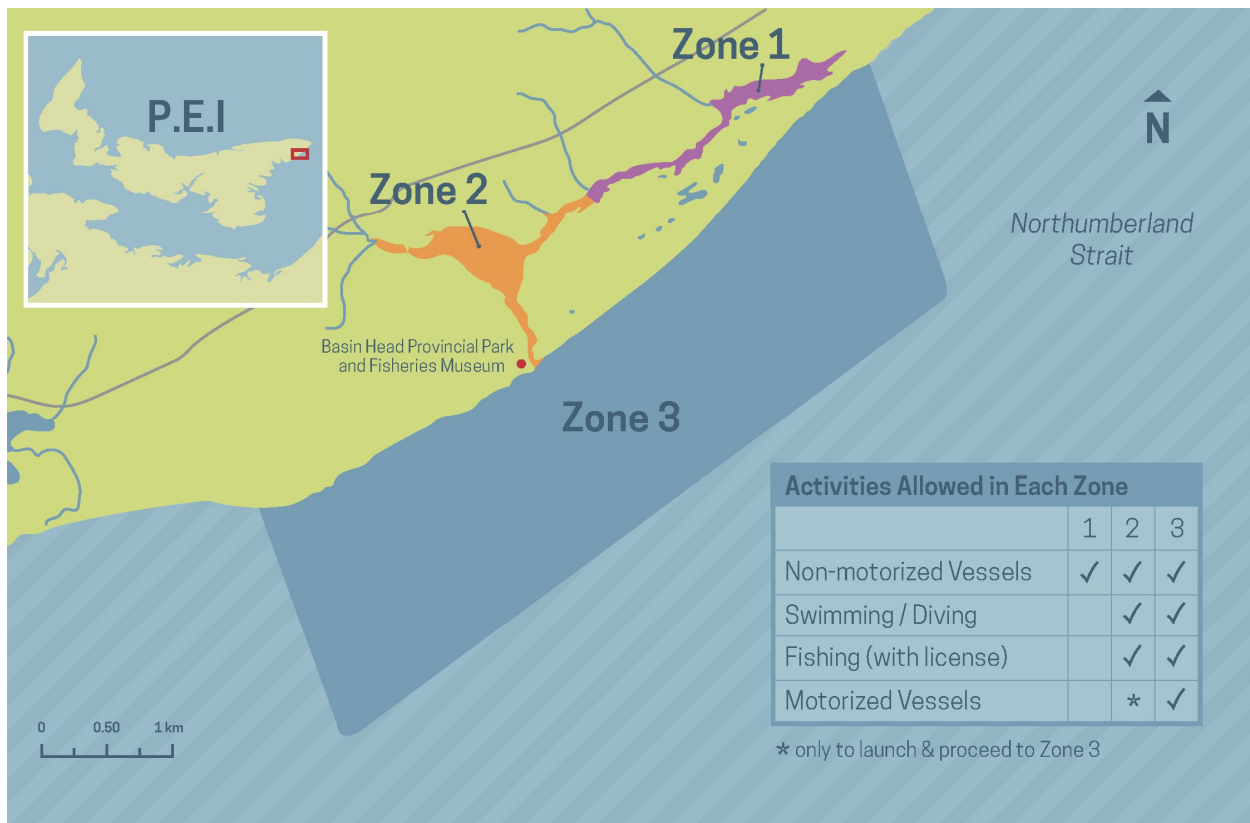 P.E.I
Zone 1
Zone 2
N
Northumberland
Strait
Basin Head Provincial Park
and Fisheries Museum
Zone 3
Activities Allowed in Each Zone
1 2 3
Non-motorized Vessels ✓ ✓ ✓
Swimming / Diving ✓ ✓
Fishing (with license) ✓ ✓
Motorized Vessels * ✓
* only to launch & proceed to Zone 3
0 0.50 1 km